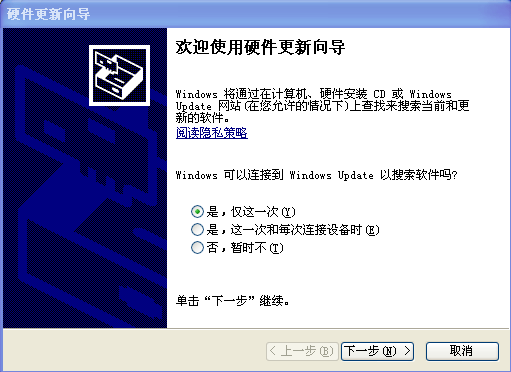 硬件更新向导
欢迎使用硬件更新向导
Windows 将通过在计算机、硬件安装 CD 或 Windows
Update 网站(在您允许的情况下)上查找来搜索当前和更
新的软件。
阅读隐私策略
Windows 可以连接到 Windows Update 以搜索软件吗?
是，仅这一次(Y)
是，这一次和每次连接设备时(E)
否，暂时不(T)
单击“下一步”继续。
< 上一步(B) 下一步(N) > 取消